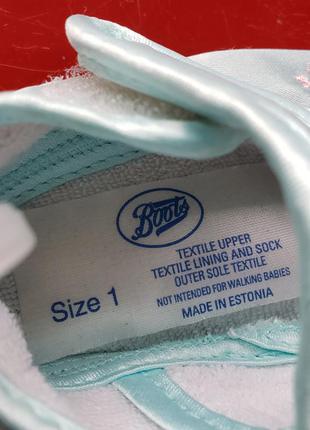 Boots
TEXTILE UPPER
TEXTILE LINING AND SOCK
OUTER SOLE TEXTILE
NOT INTENDED FOR WALKING BABIES
MADE IN ESTONIA
Size 1